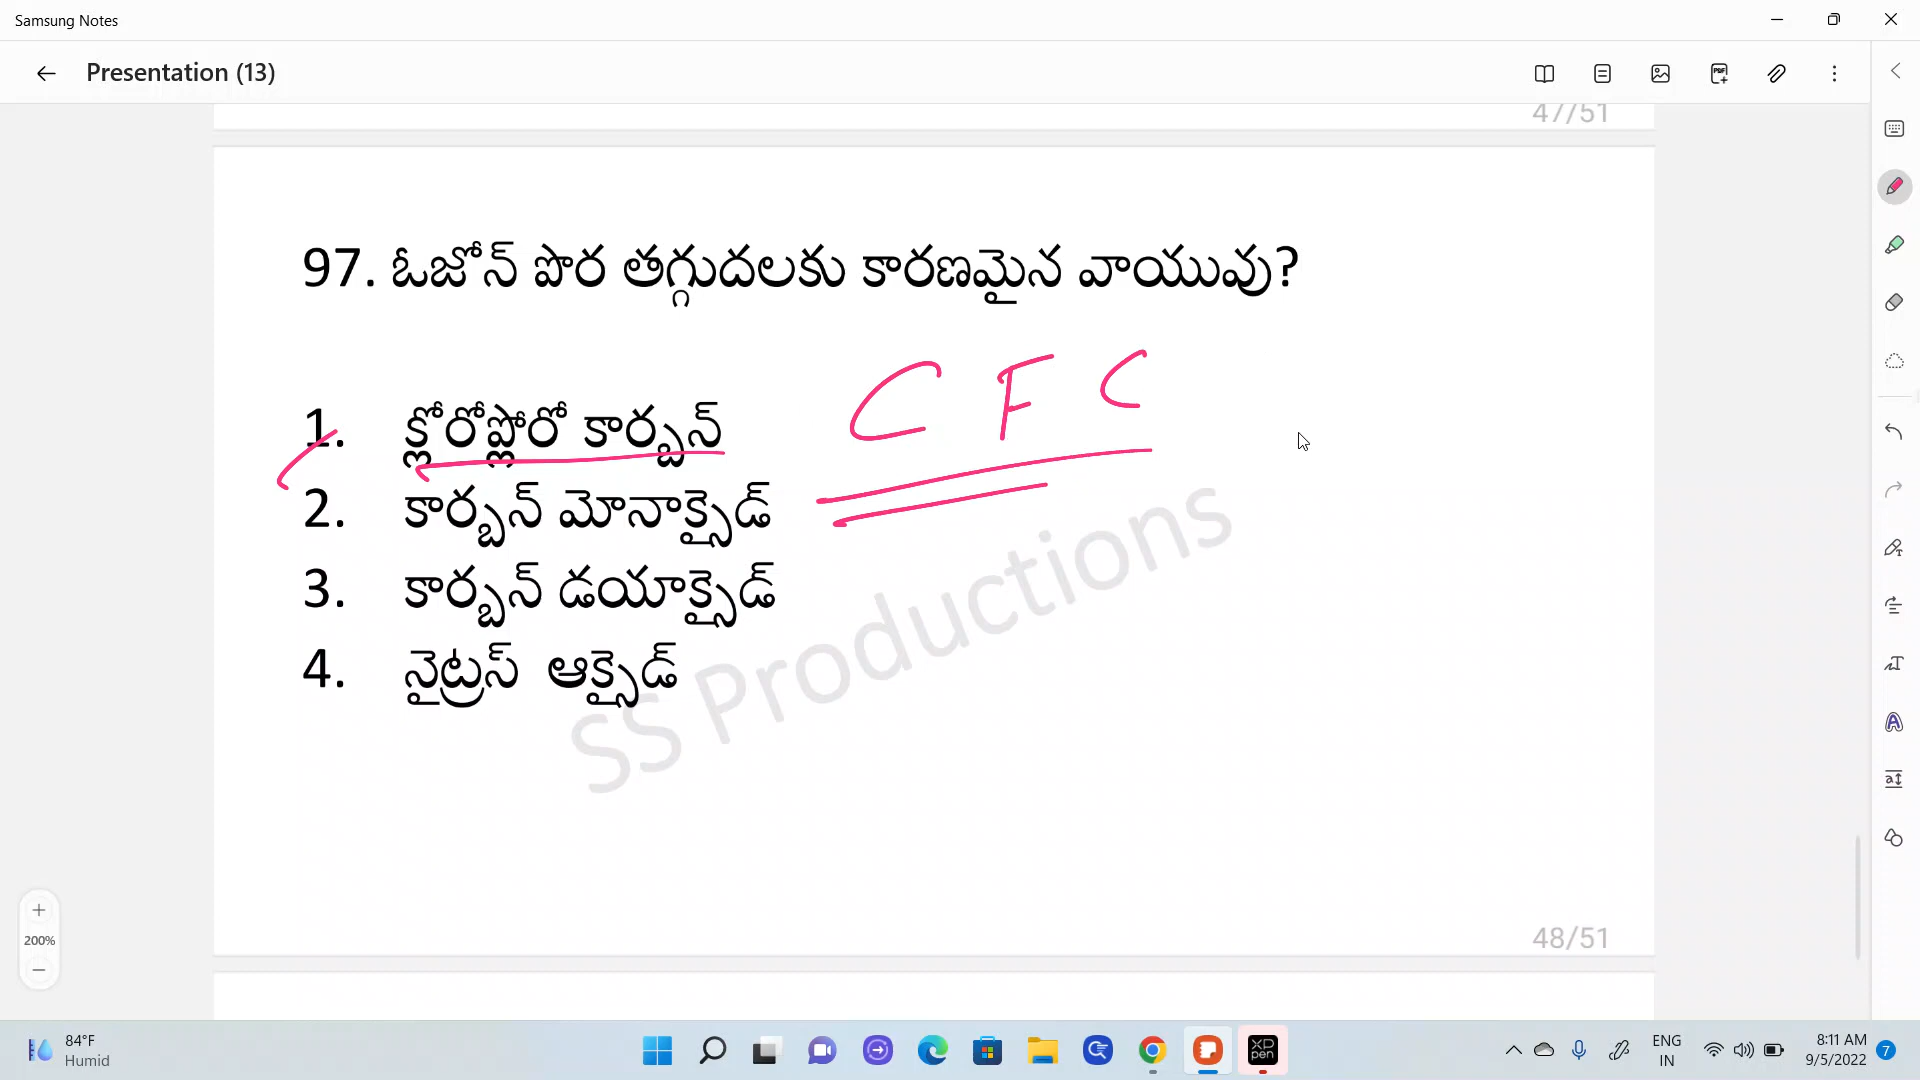 Samsung Notes
Presentation (13)
47/51
97. ఓజోన్ పొర తగ్గుదలకు కారణమైన వాయువు?
1. క్లోరోఫ్లోరో కార్బన్
C F C
2. కార్బన్ మోనాక్సైడ్
3. కార్బన్ డయాక్సైడ్
4. నైట్రస్ ఆక్సైడ్
SS Productions
48/51
200%
84°F
Humid
ENG
IN
8:11 AM
9/5/2022
7